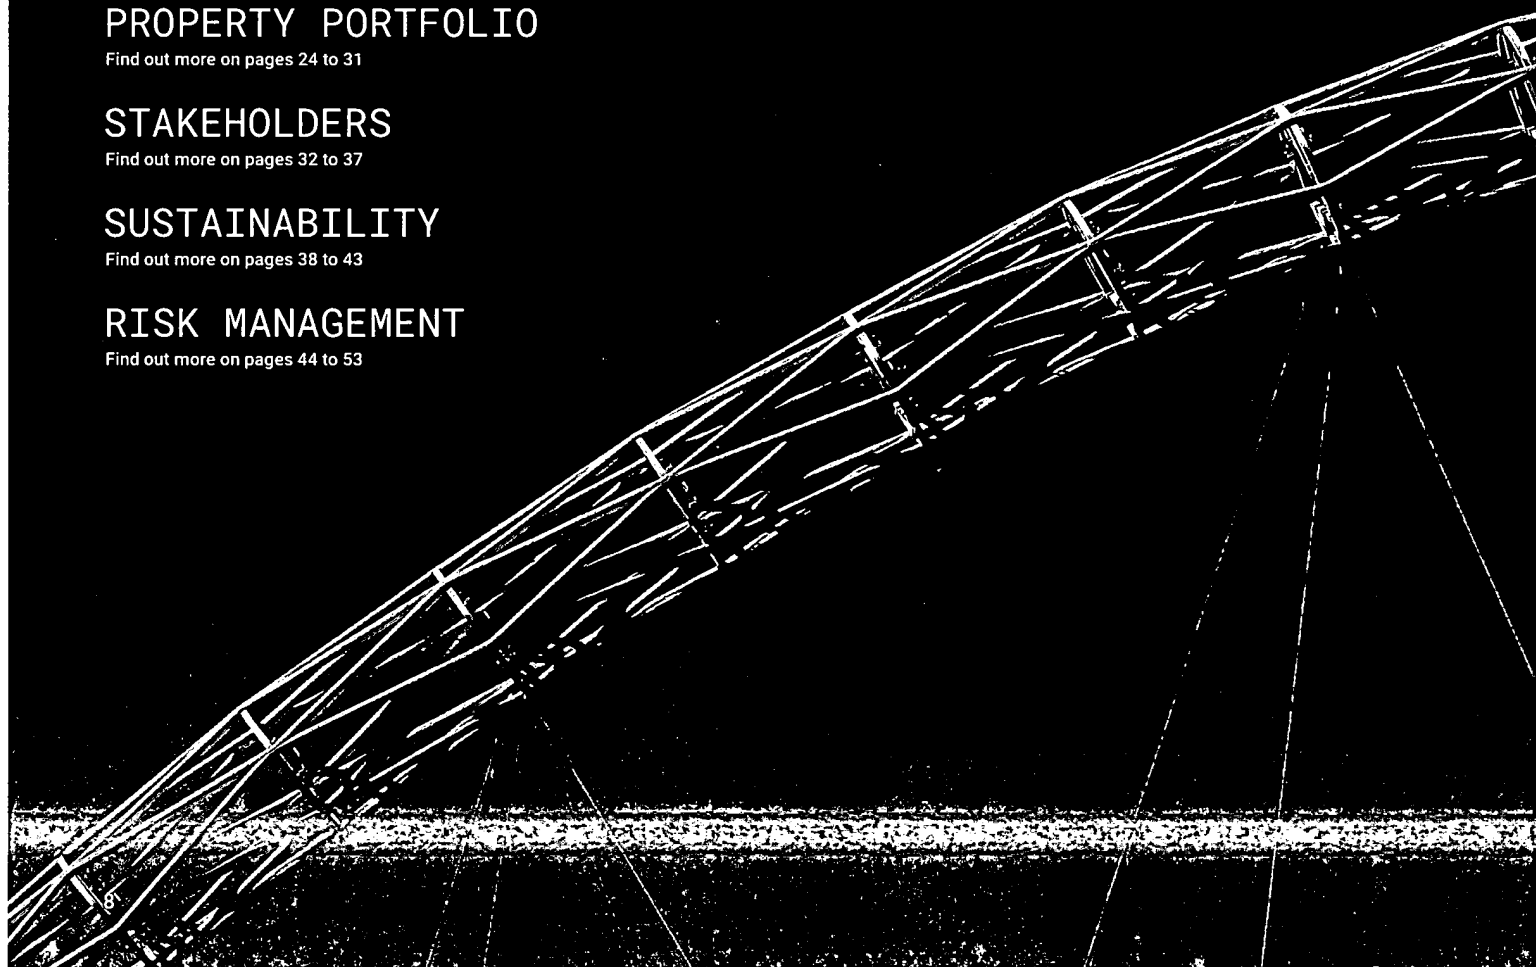 PROPERTY PORTFOLIO
Find out more on pages 24 to 31
STAKEHOLDERS
Find out more on pages 32 to 37
SUSTAINABILITY
Find out more on pages 38 to 43
RISK MANAGEMENT
Find out more on pages 44 to 53
8